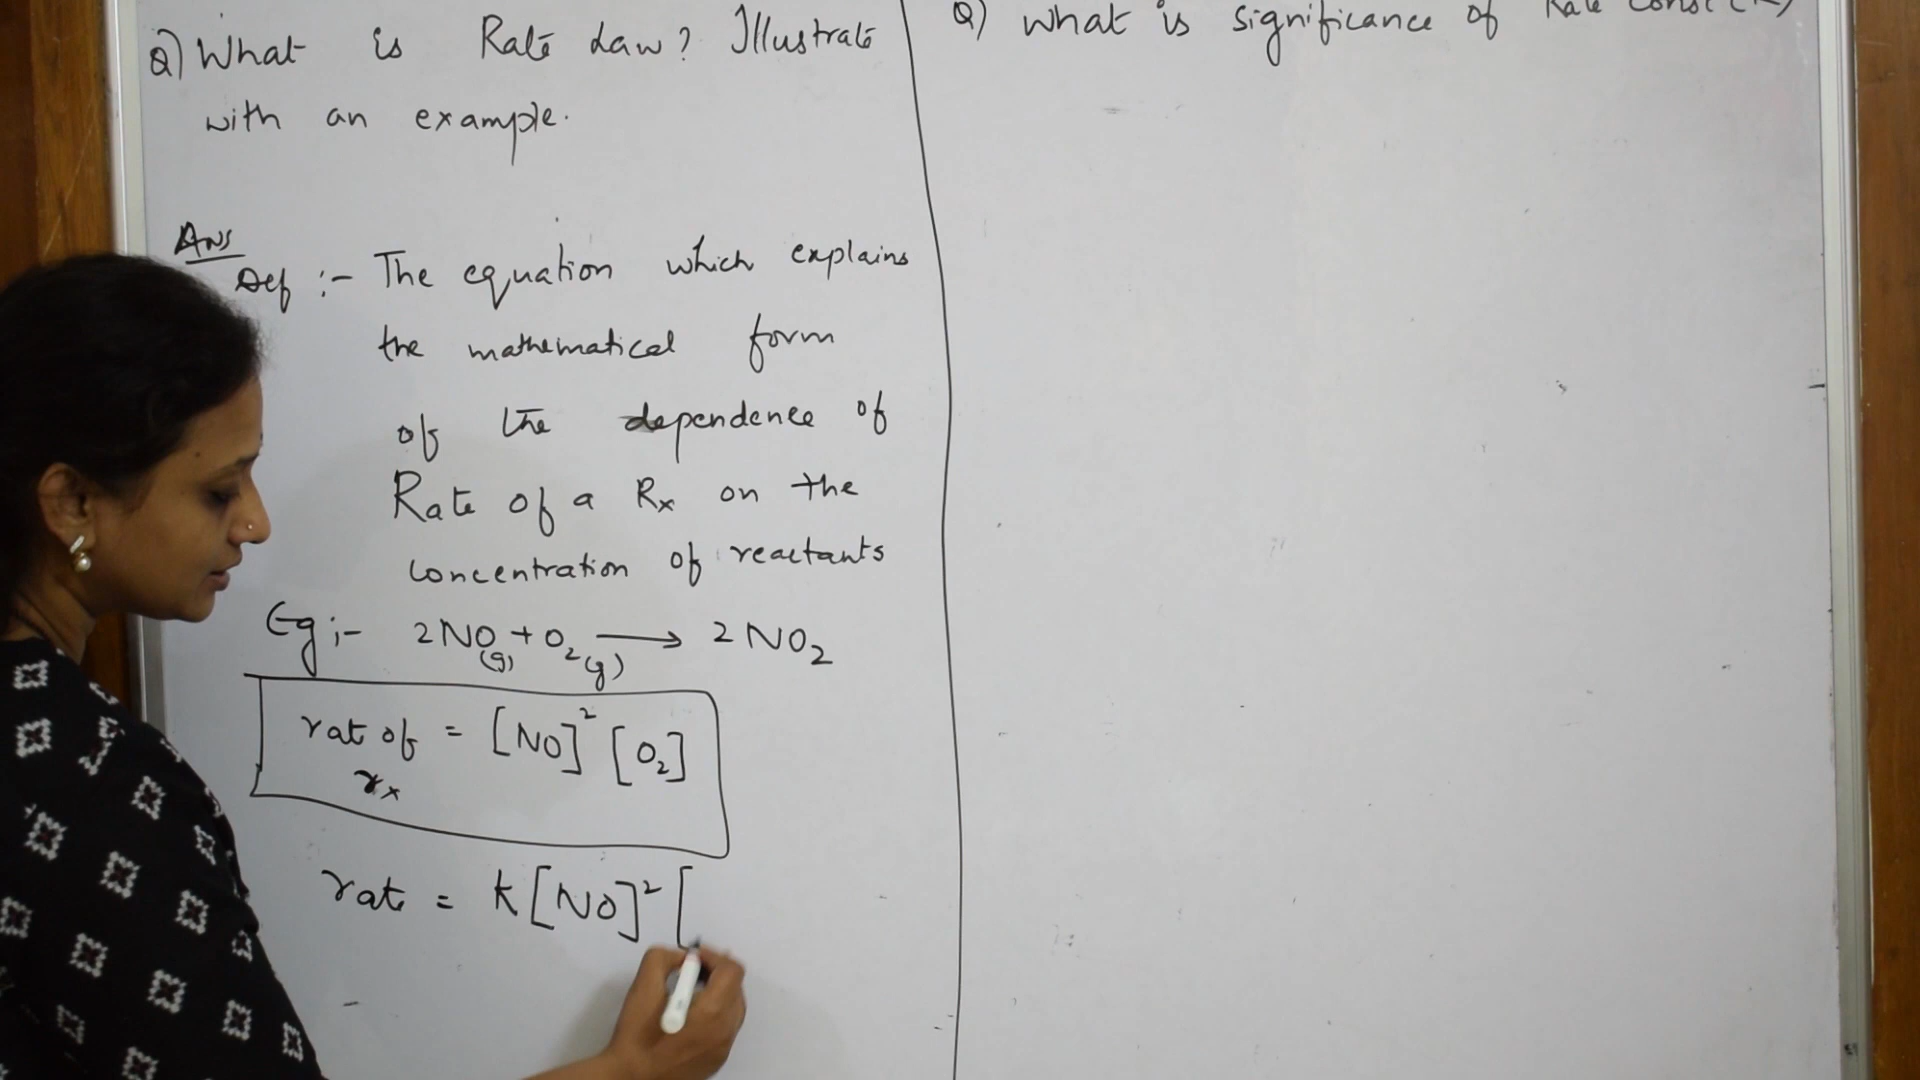 Q) What is Rate Law? Illustrate
with an example.
Ans
Def :- The equation which explains
the mathematical form
of the dependence of
Rate of a Rx on the
concentration of reactants
Eg :- 2NO(g) + O₂(g) ⟶ 2NO₂
rat of = [NO]² [O₂]
rx
rate = K[NO]² [
Q) What is significance of Rate Const (K)